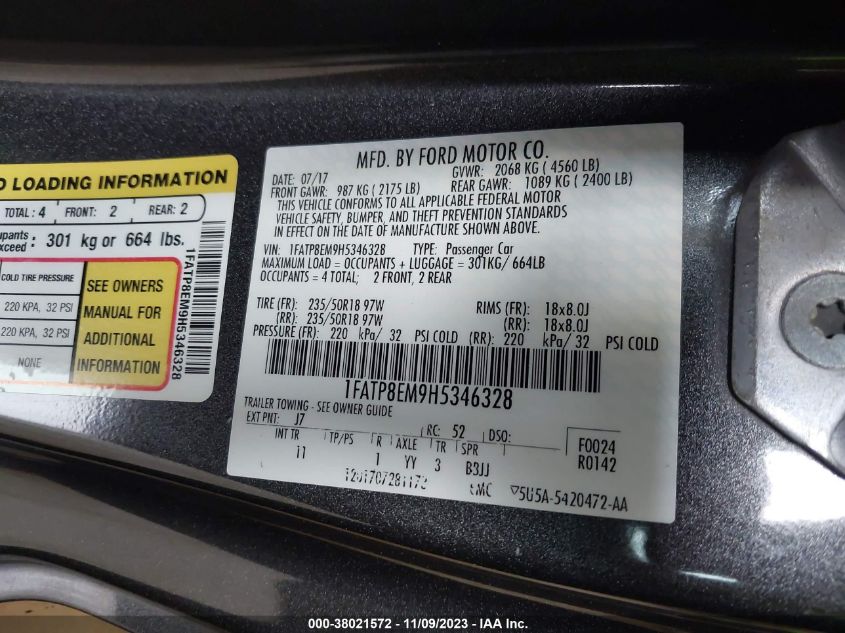 D LOADING INFORMATION
TOTAL: 4 FRONT: 2 REAR: 2
upants
xceed: 301 kg or 664 lbs.
COLD TIRE PRESSURE
220 KPA, 32 PSI
220 KPA, 32 PSI
NONE
SEE OWNERS
MANUAL FOR
ADDITIONAL
INFORMATION
1FATP8EM9H5346328
MFD. BY FORD MOTOR CO.
DATE: 07/17 GVWR: 2068 KG ( 4560 LB)
FRONT GAWR: 987 KG ( 2175 LB) REAR GAWR: 1089 KG ( 2400 LB)
THIS VEHICLE CONFORMS TO ALL APPLICABLE FEDERAL MOTOR
VEHICLE SAFETY, BUMPER, AND THEFT PREVENTION STANDARDS
IN EFFECT ON THE DATE OF MANUFACTURE SHOWN ABOVE.
VIN: 1FATP8EM9H5346328 TYPE: Passenger Car
MAXIMUM LOAD = OCCUPANTS + LUGGAGE = 301KG/ 664LB
OCCUPANTS = 4 TOTAL; 2 FRONT, 2 REAR
TIRE (FR): 235/50R18 97W RIMS (FR): 18x8.0J
(RR): 235/50R18 97W (RR): 18x8.0J
PRESSURE (FR): 220 kPa/ 32 PSI COLD (RR): 220 kPa/ 32 PSI COLD
1FATP8EM9H5346328
TRAILER TOWING - SEE OWNER GUIDE
EXT PNT: J7 RC: 52 DSO: F0024
INT TR TP/PS R AXLE TR SPR R0142
11 1 YY 3 B3JJ
▽5U5A-5420472-AA
000-38021572 - 11/09/2023 - IAA Inc.